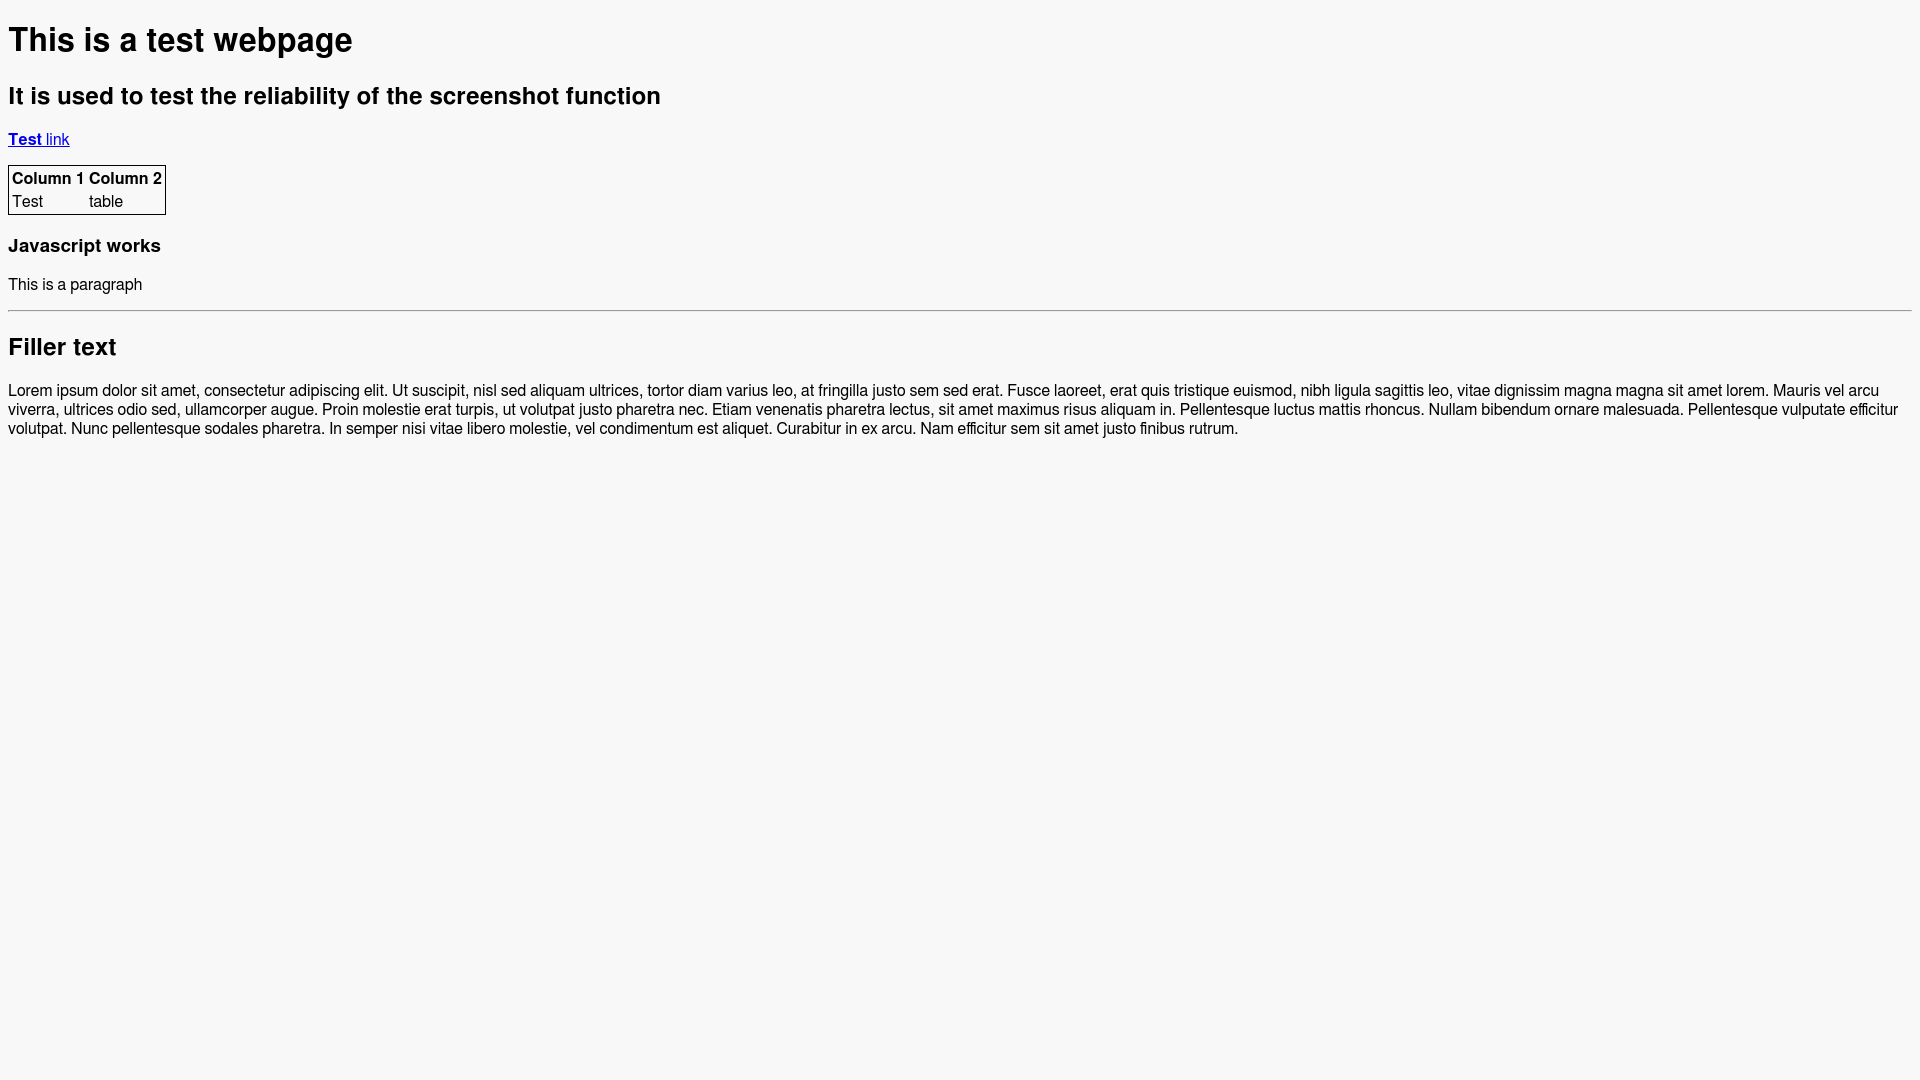 This is a test webpage
It is used to test the reliability of the screenshot function
Test link
Column 1 Column 2
Test table
Javascript works
This is a paragraph
Filler text
Lorem ipsum dolor sit amet, consectetur adipiscing elit. Ut suscipit, nisl sed aliquam ultrices, tortor diam varius leo, at fringilla justo sem sed erat. Fusce laoreet, erat quis tristique euismod, nibh ligula sagittis leo, vitae dignissim magna magna sit amet lorem. Mauris vel arcu
viverra, ultrices odio sed, ullamcorper augue. Proin molestie erat turpis, ut volutpat justo pharetra nec. Etiam venenatis pharetra lectus, sit amet maximus risus aliquam in. Pellentesque luctus mattis rhoncus. Nullam bibendum ornare malesuada. Pellentesque vulputate efficitur
volutpat. Nunc pellentesque sodales pharetra. In semper nisi vitae libero molestie, vel condimentum est aliquet. Curabitur in ex arcu. Nam efficitur sem sit amet justo finibus rutrum.